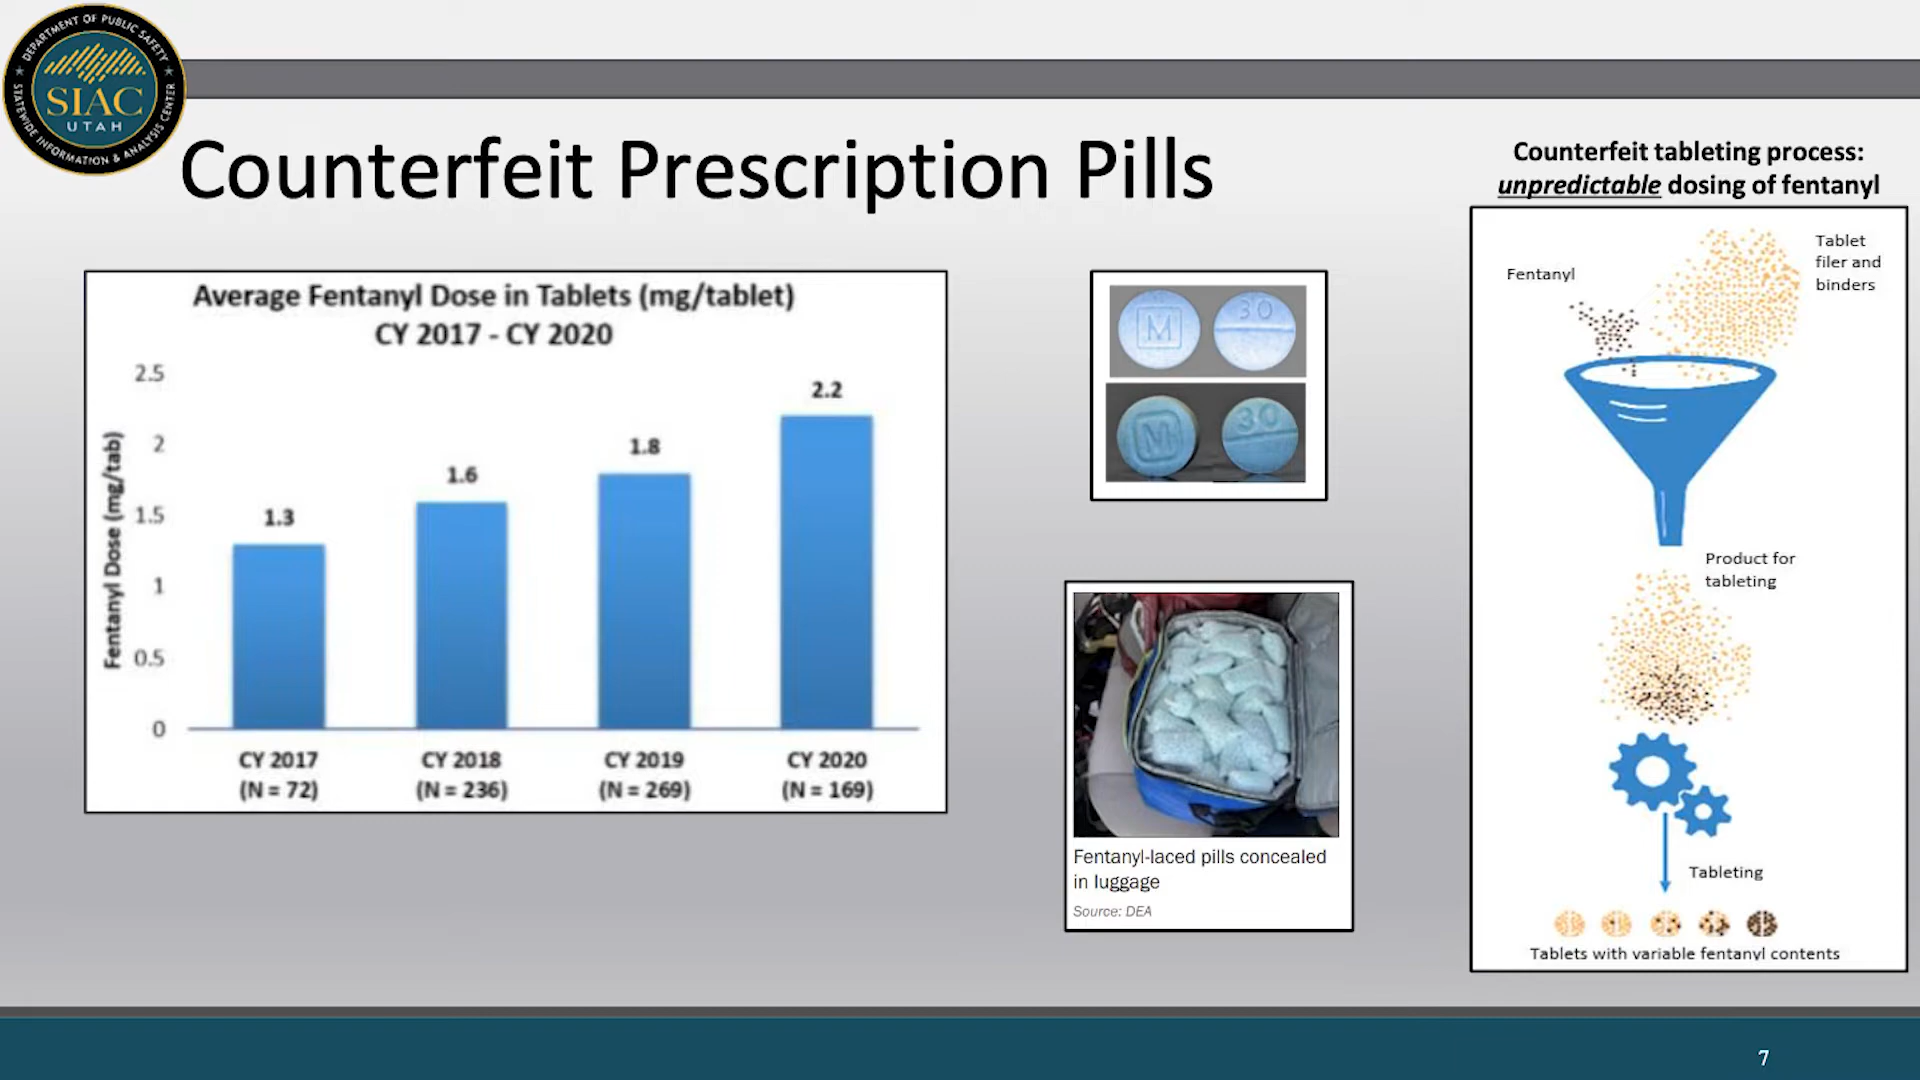 DEPARTMENT OF PUBLIC SAFETY
SIAC
UTAH
STATEWIDE INFORMATION & ANALYSIS CENTER
Counterfeit Prescription Pills
Average Fentanyl Dose in Tablets (mg/tablet)
CY 2017 - CY 2020
Fentanyl Dose (mg/tab)
2.5
2
1.5
1
0.5
0
1.3
1.6
1.8
2.2
CY 2017
(N = 72)
CY 2018
(N = 236)
CY 2019
(N = 269)
CY 2020
(N = 169)
M
30
M
30
Fentanyl-laced pills concealed
in luggage
Source: DEA
Counterfeit tableting process:
unpredictable dosing of fentanyl
Fentanyl
Tablet
filer and
binders
Product for
tableting
Tableting
Tablets with variable fentanyl contents
7